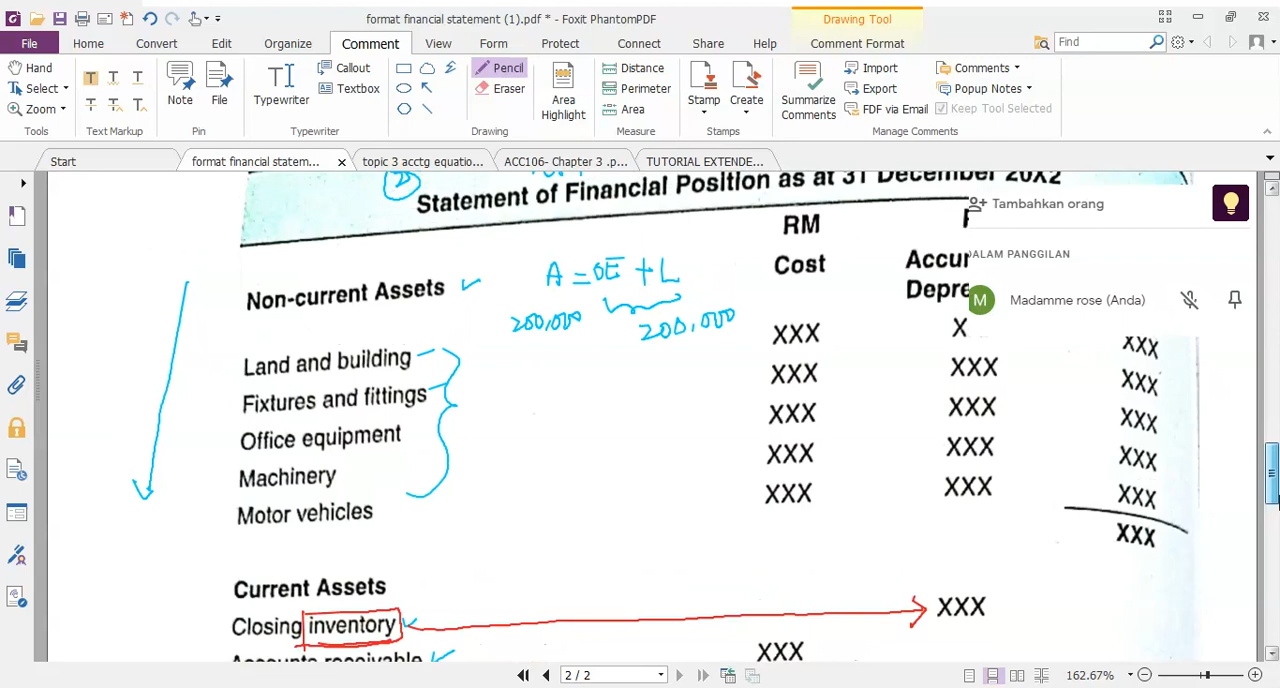 format financial statement (1).pdf * - Foxit PhantomPDF
Drawing Tool
File Home Convert Edit Organize Comment View Form Protect Connect Share Help Comment Format Find
Hand
Select
Zoom
Tools
T T T
Text Markup
Note
File
Pin
Typewriter
Callout
Textbox
Typewriter
Pencil
Eraser
Drawing
Area
Highlight
Distance
Perimeter
Area
Measure
Stamp
Create
Stamps
Summarize
Comments
Import
Export
FDF via Email
Comments
Popup Notes
Keep Tool Selected
Manage Comments
Start
format financial statem...
topic 3 acctg equatio...
ACC106- Chapter 3 .p...
TUTORIAL EXTENDE...
2
Statement of Financial Position as at 31 December 20X2
Tambahkan orang
DALAM PANGGILAN
M Madamme rose (Anda)
RM
Cost
Accu
Depre
Non-current Assets
A = OE + L
200,000 200,000
Land and building XXX X XXX
Fixtures and fittings XXX XXX XXX
Office equipment XXX XXX XXX
Machinery XXX XXX XXX
Motor vehicles XXX XXX XXX
XXX
Current Assets
Closing inventory XXX
Accounts receivable XXX
2 / 2
162.67%